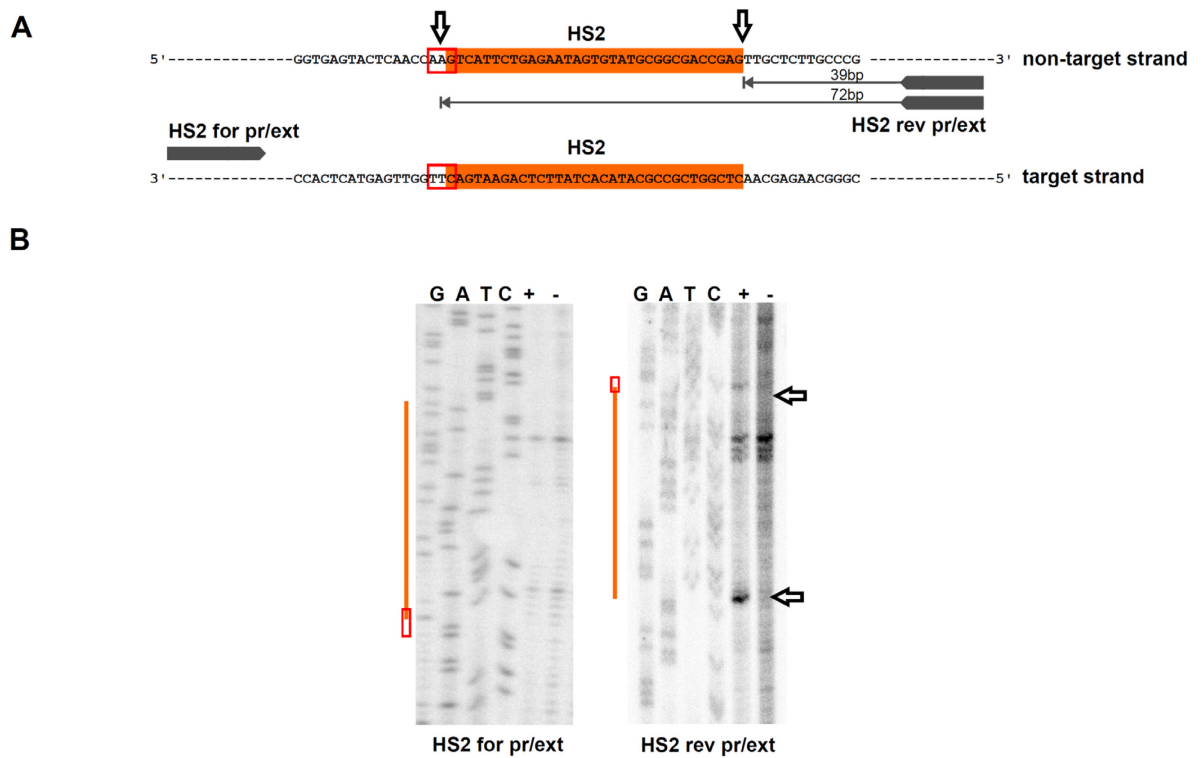 A
HS2
5' ------------------GGTGAGTACTCAACCAAGTCATTCTGAGAATAGTGTATGCGGCGACCGAGTTGCTCTTGCCCG ------------------3' non-target strand
39bp
72bp
HS2 for pr/ext
HS2 rev pr/ext
HS2
3' ------------------CCACTCATGAGTTGGTTCAGTAAGACTCTTATCACATACGCCGCTGGCTCAACGAGAACGGGC ------------------5' target strand
B
G A T C + -
G A T C + -
HS2 for pr/ext
HS2 rev pr/ext